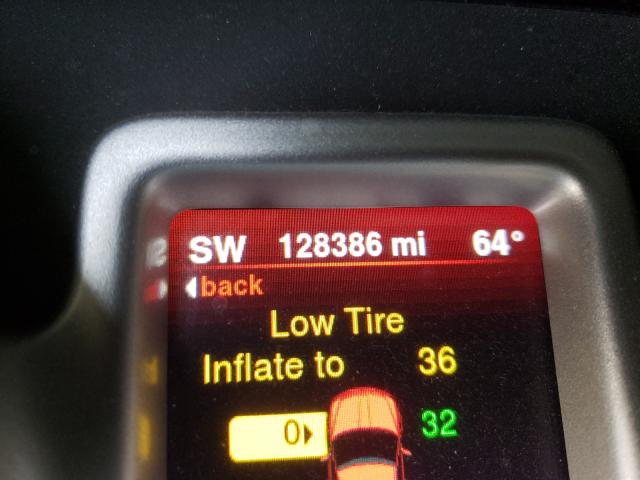 SW 128386 mi 64°
back
Low Tire
Inflate to 36
0 32